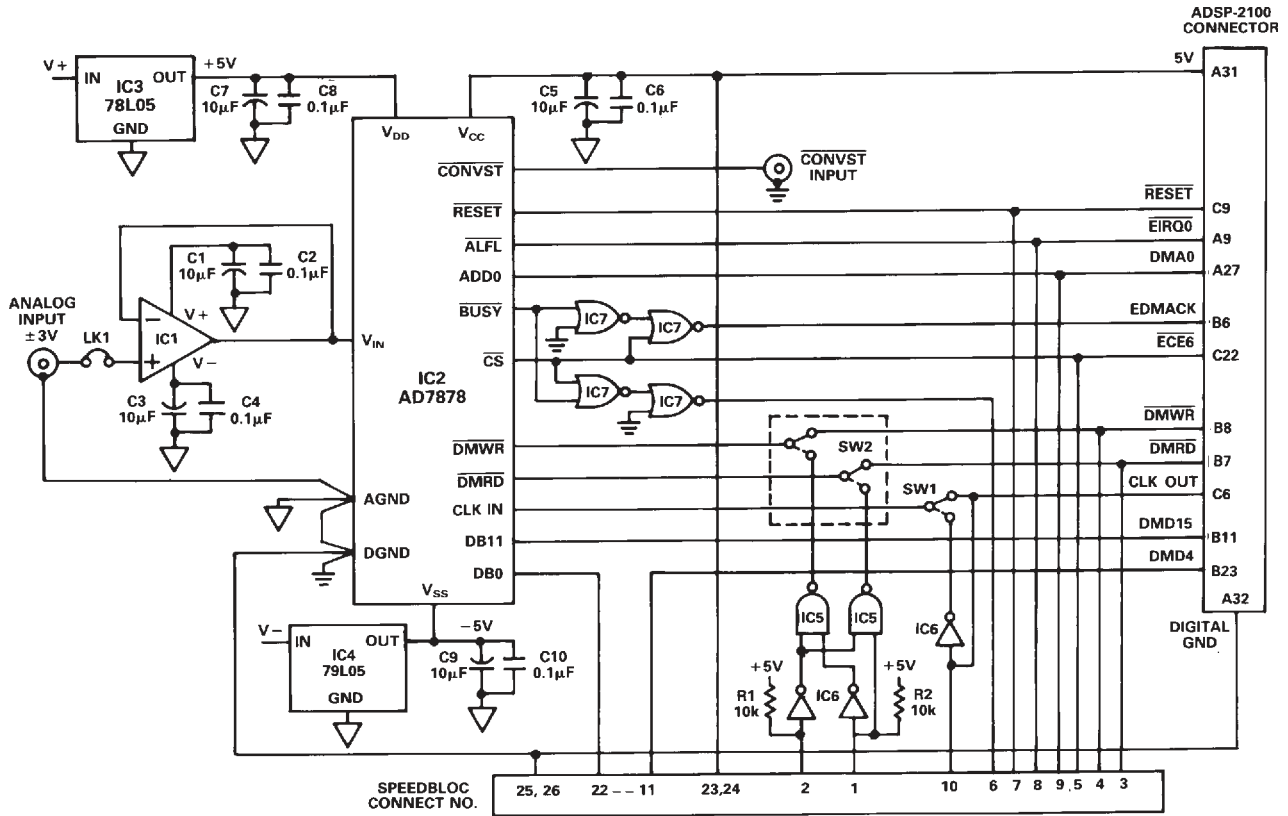 ADSP-2100
CONNECTOR
V+
IN
OUT
IC3
78L05
GND
+5V
C7
10µF
C8
0.1µF
VDD
VCC
C5
10µF
C6
0.1µF
5V
A31
CONVST
CONVST
INPUT
RESET
RESET
C9
ALFL
EIRQ0
A9
ADD0
DMA0
A27
C1
10µF
C2
0.1µF
ANALOG
INPUT
±3V
LK1
V+
IC1
V−
VIN
BUSY
IC7
IC7
EDMACK
B6
CS
ECE6
C22
IC2
AD7878
IC7
IC7
C3
10µF
C4
0.1µF
DMWR
SW2
DMWR
B8
DMRD
DMRD
B7
AGND
CLK IN
SW1
CLK OUT
C6
DB11
DMD15
B11
DGND
DB0
DMD4
B23
VSS
A32
IC5
IC5
IC6
DIGITAL
GND
V−
IN
OUT
IC4
79L05
GND
−5V
C9
10µF
C10
0.1µF
+5V
R1
10k
IC6
+5V
R2
10k
SPEEDBLOC
CONNECT NO.
25, 26
22 – – 11
23,24
2
1
10
6
7
8
9
5
4
3